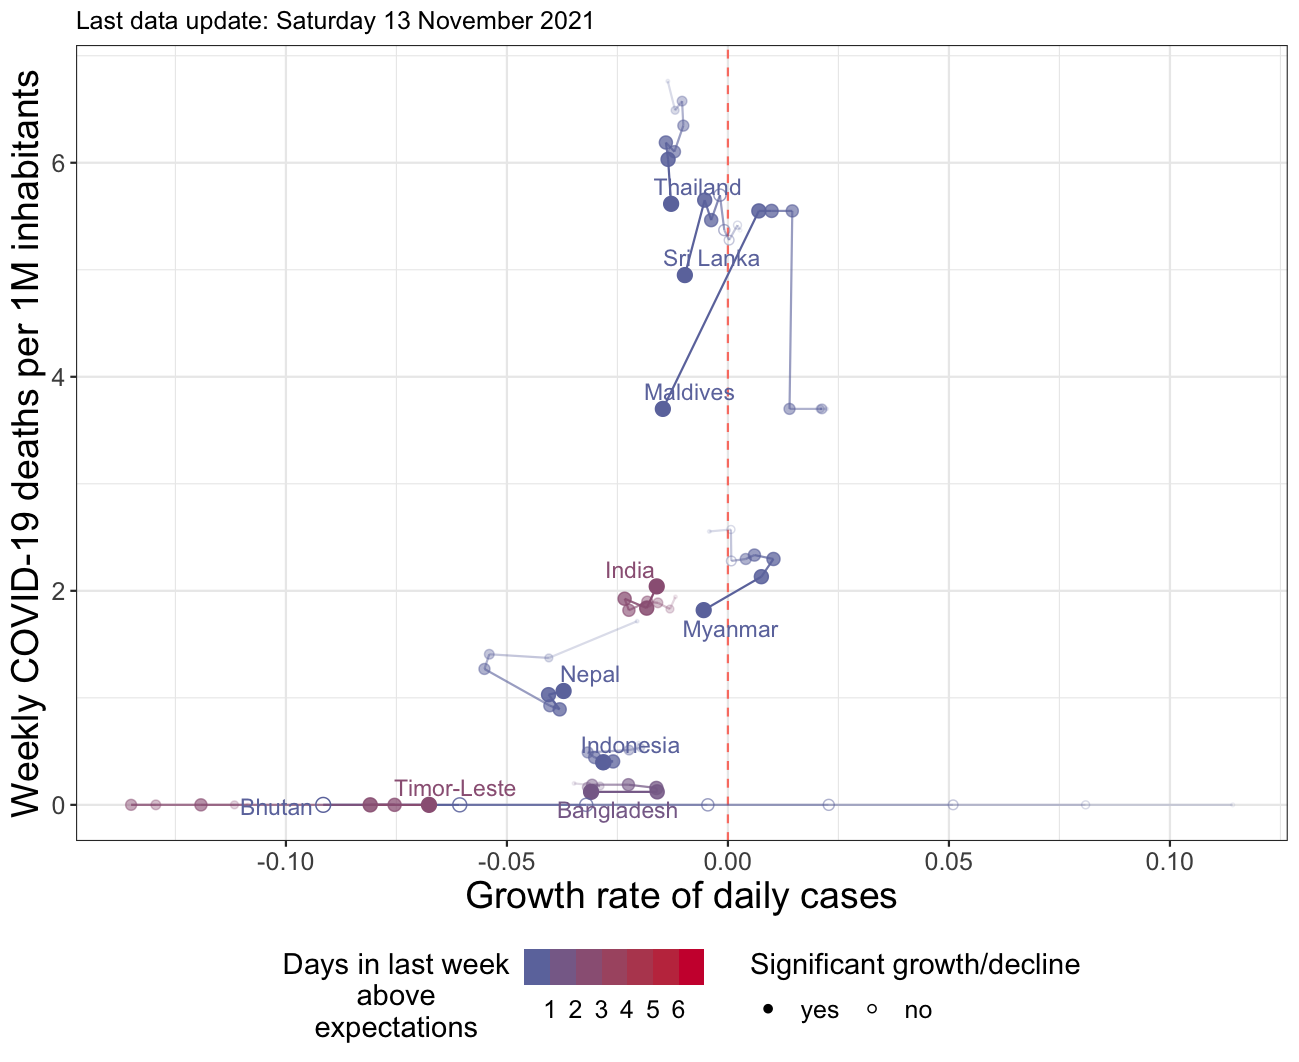 Last data update: Saturday 13 November 2021
Weekly COVID-19 deaths per 1M inhabitants
6
4
2
0
Thailand
Sri Lanka
Maldives
India
Myanmar
Nepal
Indonesia
Timor-Leste
Bhutan
Bangladesh
-0.10 -0.05 0.00 0.05 0.10
Growth rate of daily cases
Days in last week
above
expectations
1 2 3 4 5 6
Significant growth/decline
yes no